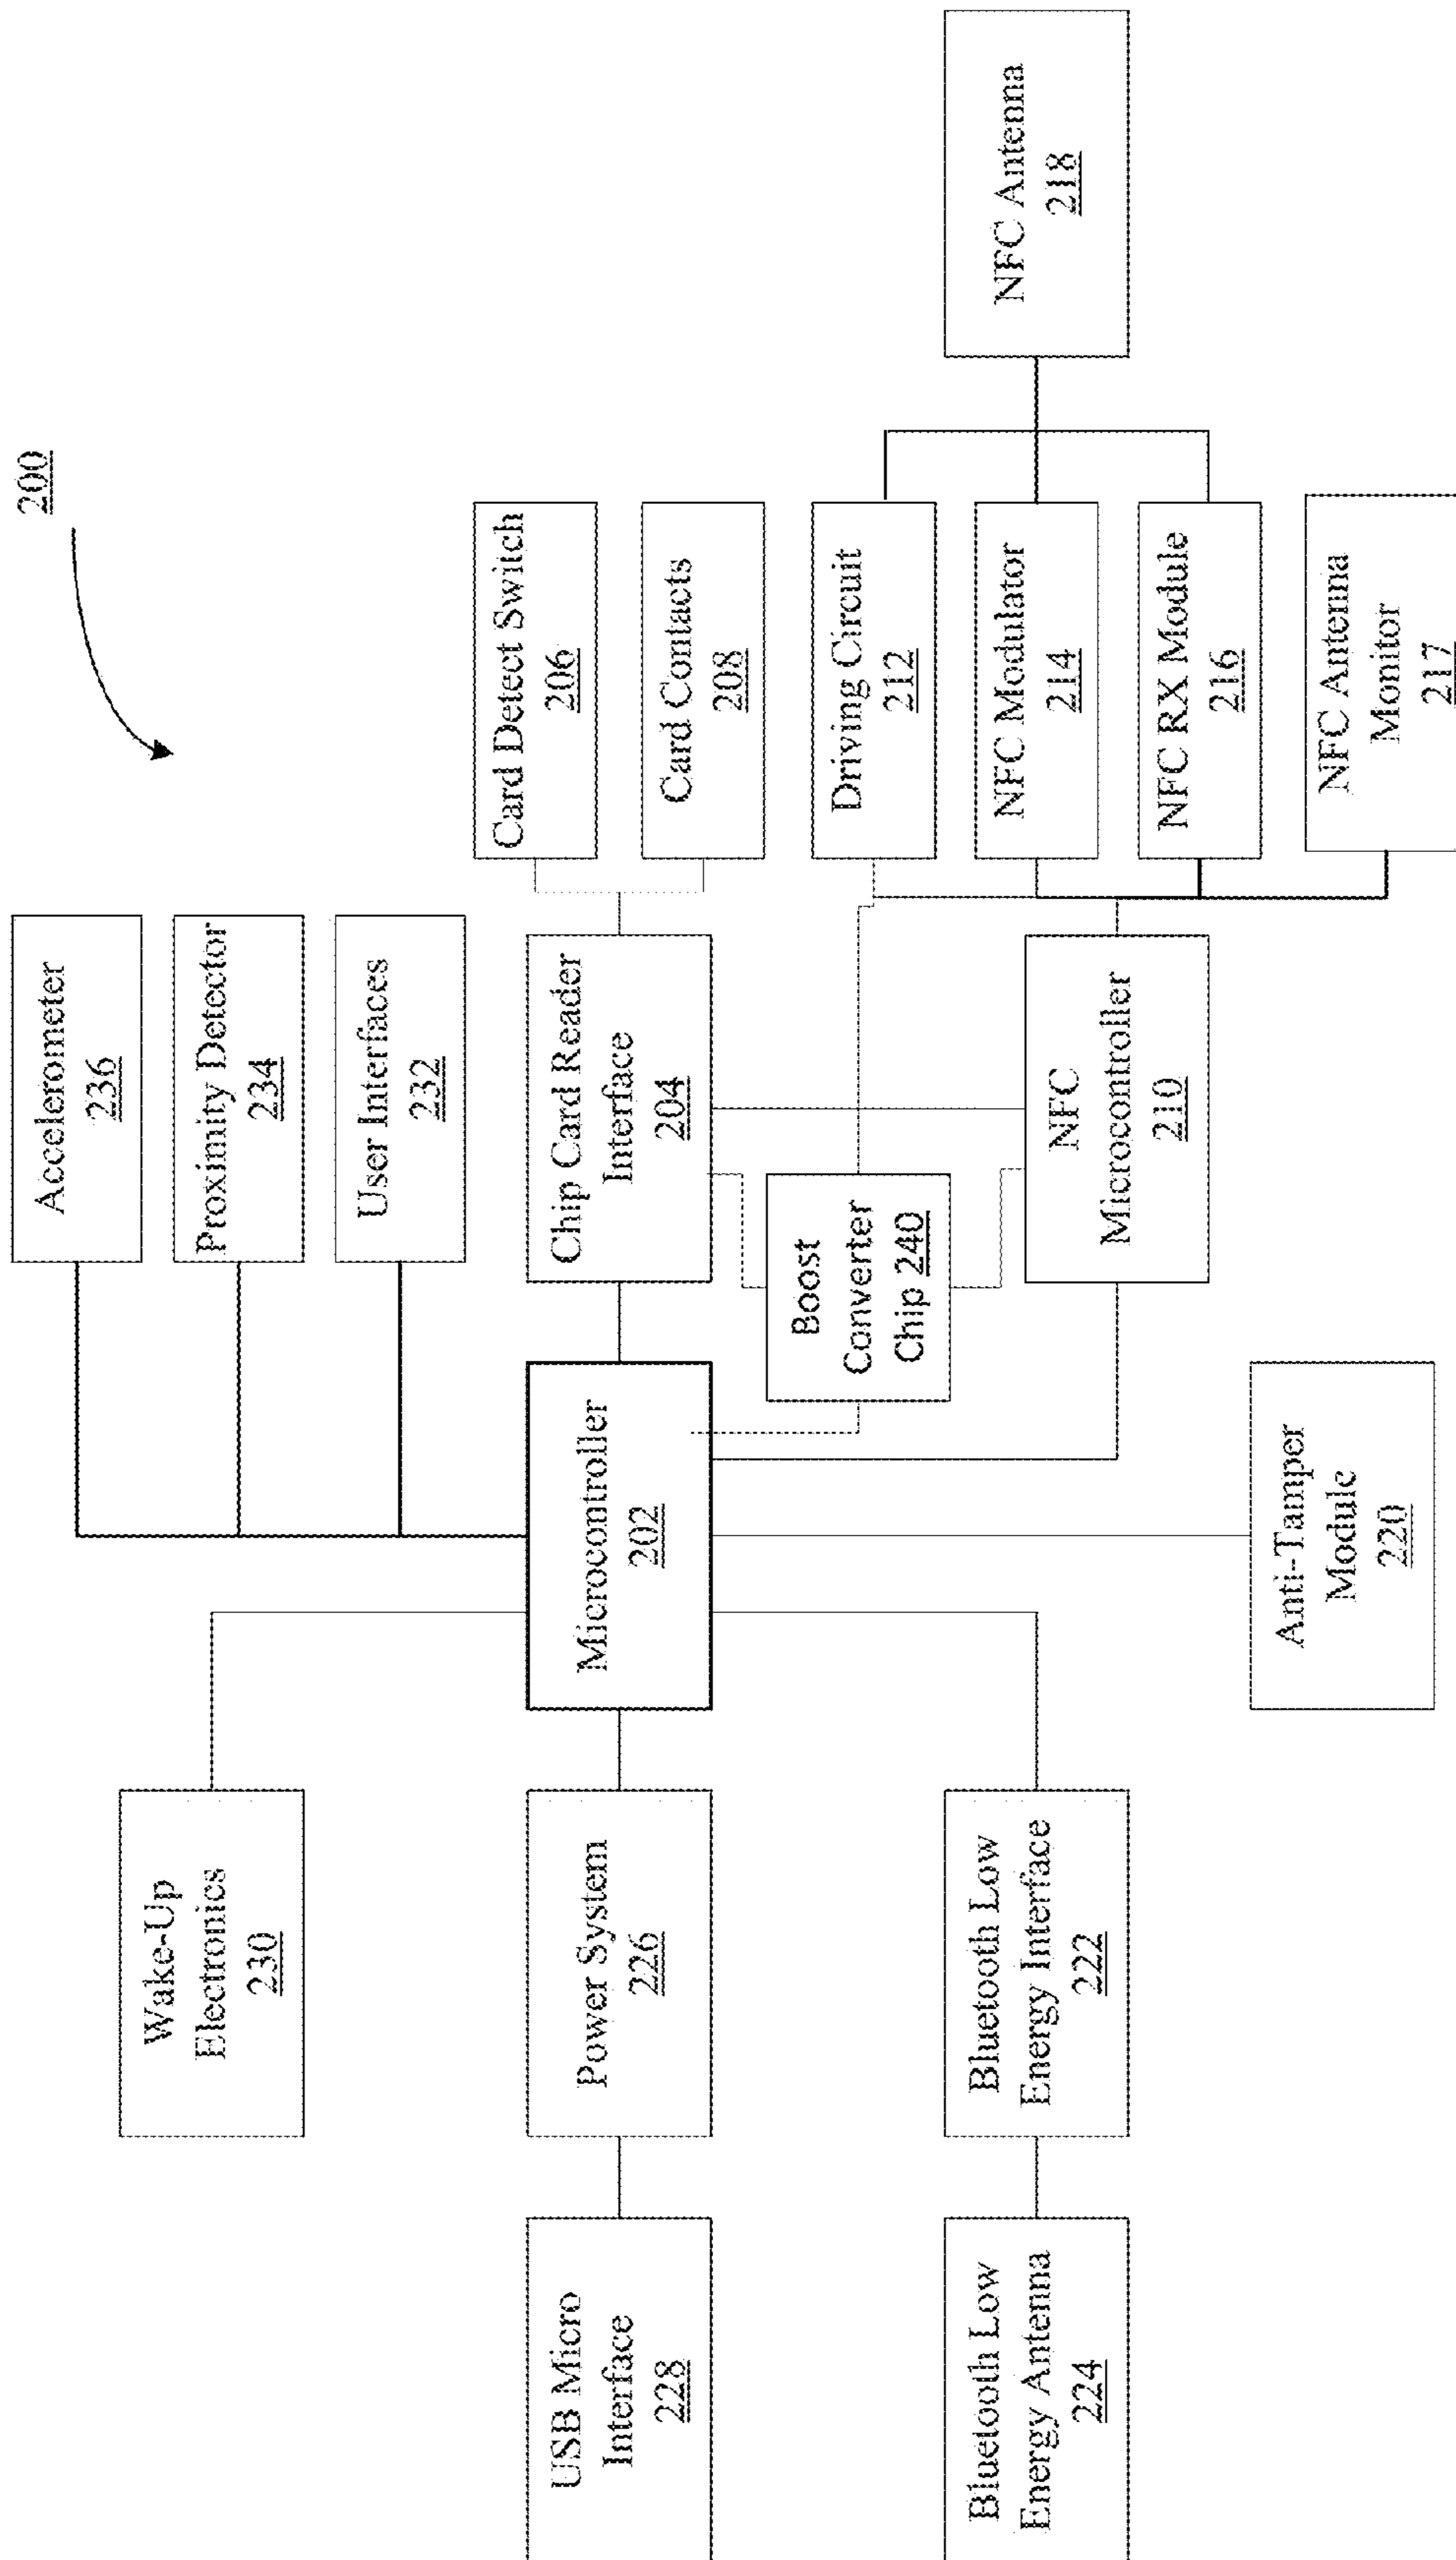 200
Accelerometer
236
Proximity Detector
234
User Interfaces
232
Wake-Up
Electronics
230
Card Detect Switch
206
Card Contacts
208
USB Micro
Interface
228
Power System
226
Microcontroller
202
Chip Card Reader
Interface
204
Boost
Converter
Chip 240
Driving Circuit
212
NFC Modulator
214
NFC RX Module
216
NFC Antenna
Monitor
217
NFC Antenna
218
Bluetooth Low
Energy Antenna
224
Bluetooth Low
Energy Interface
222
NFC
Microcontroller
210
Anti-Tamper
Module
220